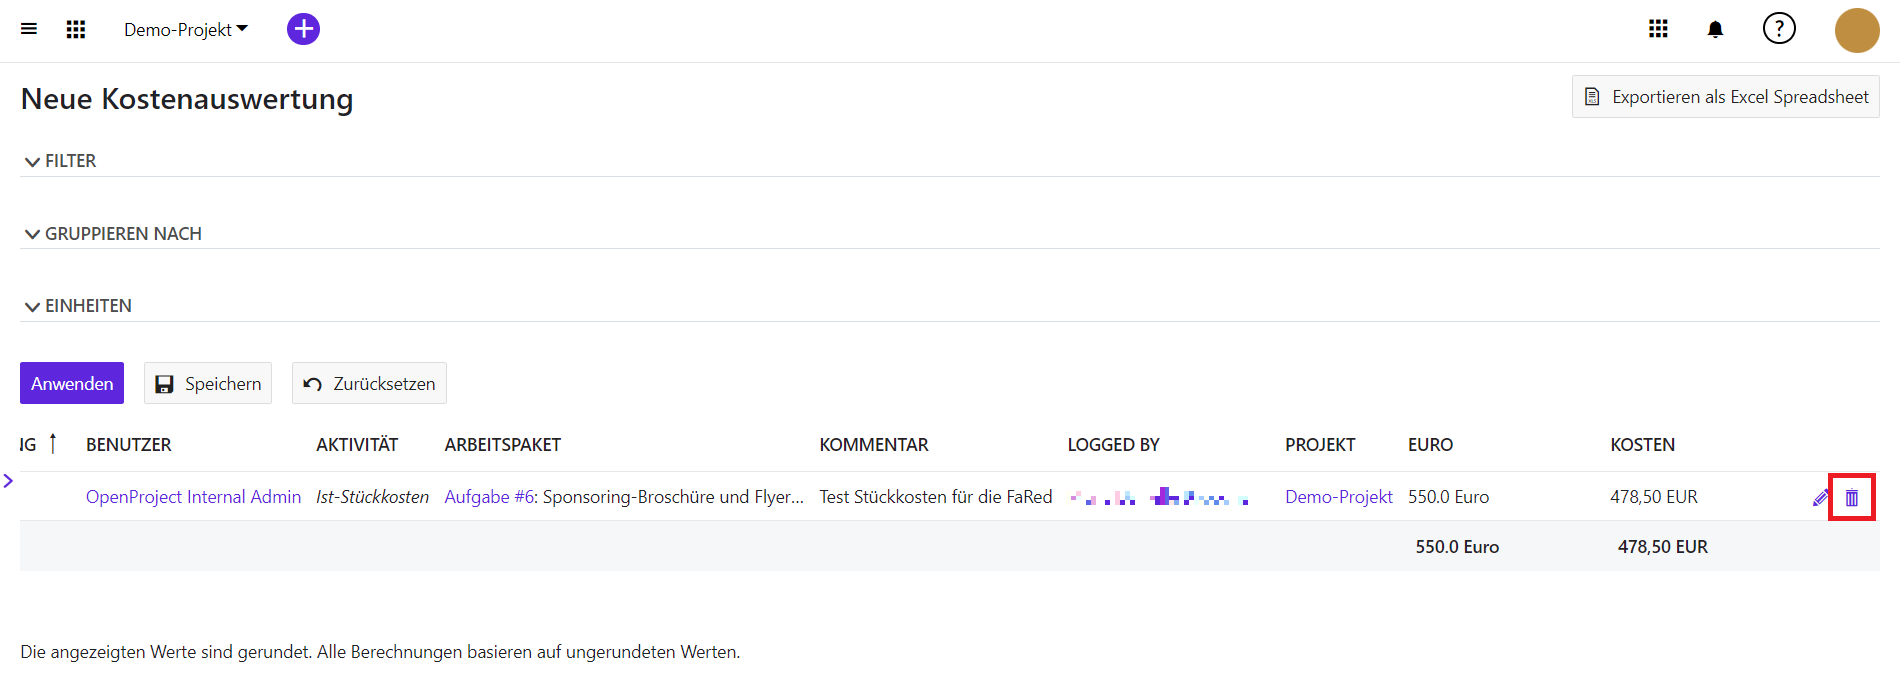 Demo-Projekt
?
Neue Kostenauswertung
Exportieren als Excel Spreadsheet
FILTER
GRUPPIEREN NACH
EINHEITEN
Anwenden Speichern Zurücksetzen
NG BENUTZER AKTIVITÄT ARBEITSPAKET KOMMENTAR LOGGED BY PROJEKT EURO KOSTEN
OpenProject Internal Admin Ist-Stückkosten Aufgabe #6: Sponsoring-Broschüre und Flyer... Test Stückkosten für die FaRed Demo-Projekt 550.0 Euro 478,50 EUR
550.0 Euro 478,50 EUR
Die angezeigten Werte sind gerundet. Alle Berechnungen basieren auf ungerundeten Werten.